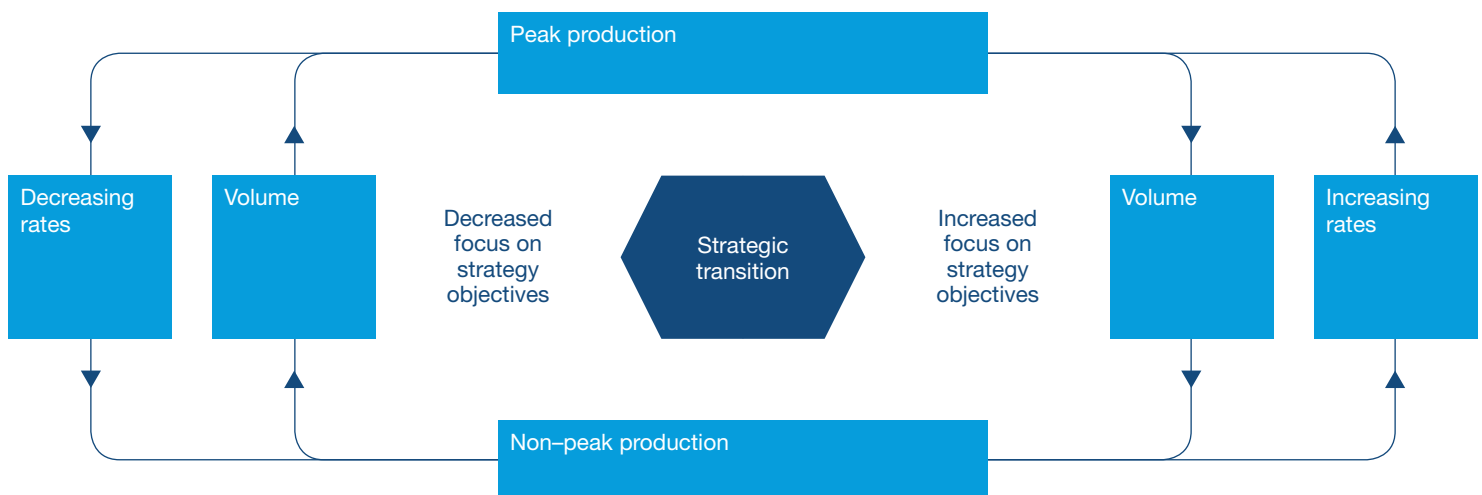 Peak production
Decreasing
rates
Volume
Decreased
focus on
strategy
objectives
Strategic
transition
Increased
focus on
strategy
objectives
Volume
Increasing
rates
Non–peak production